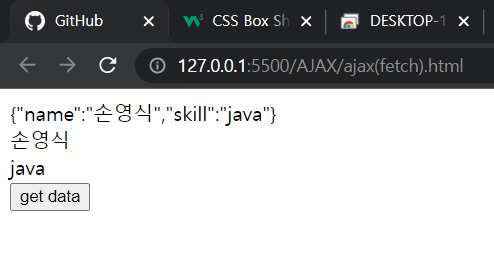 GitHub
CSS Box Sh
DESKTOP-1
127.0.0.1:5500/AJAX/ajax(fetch).html
{"name":"손영식","skill":"java"}
손영식
java
get data